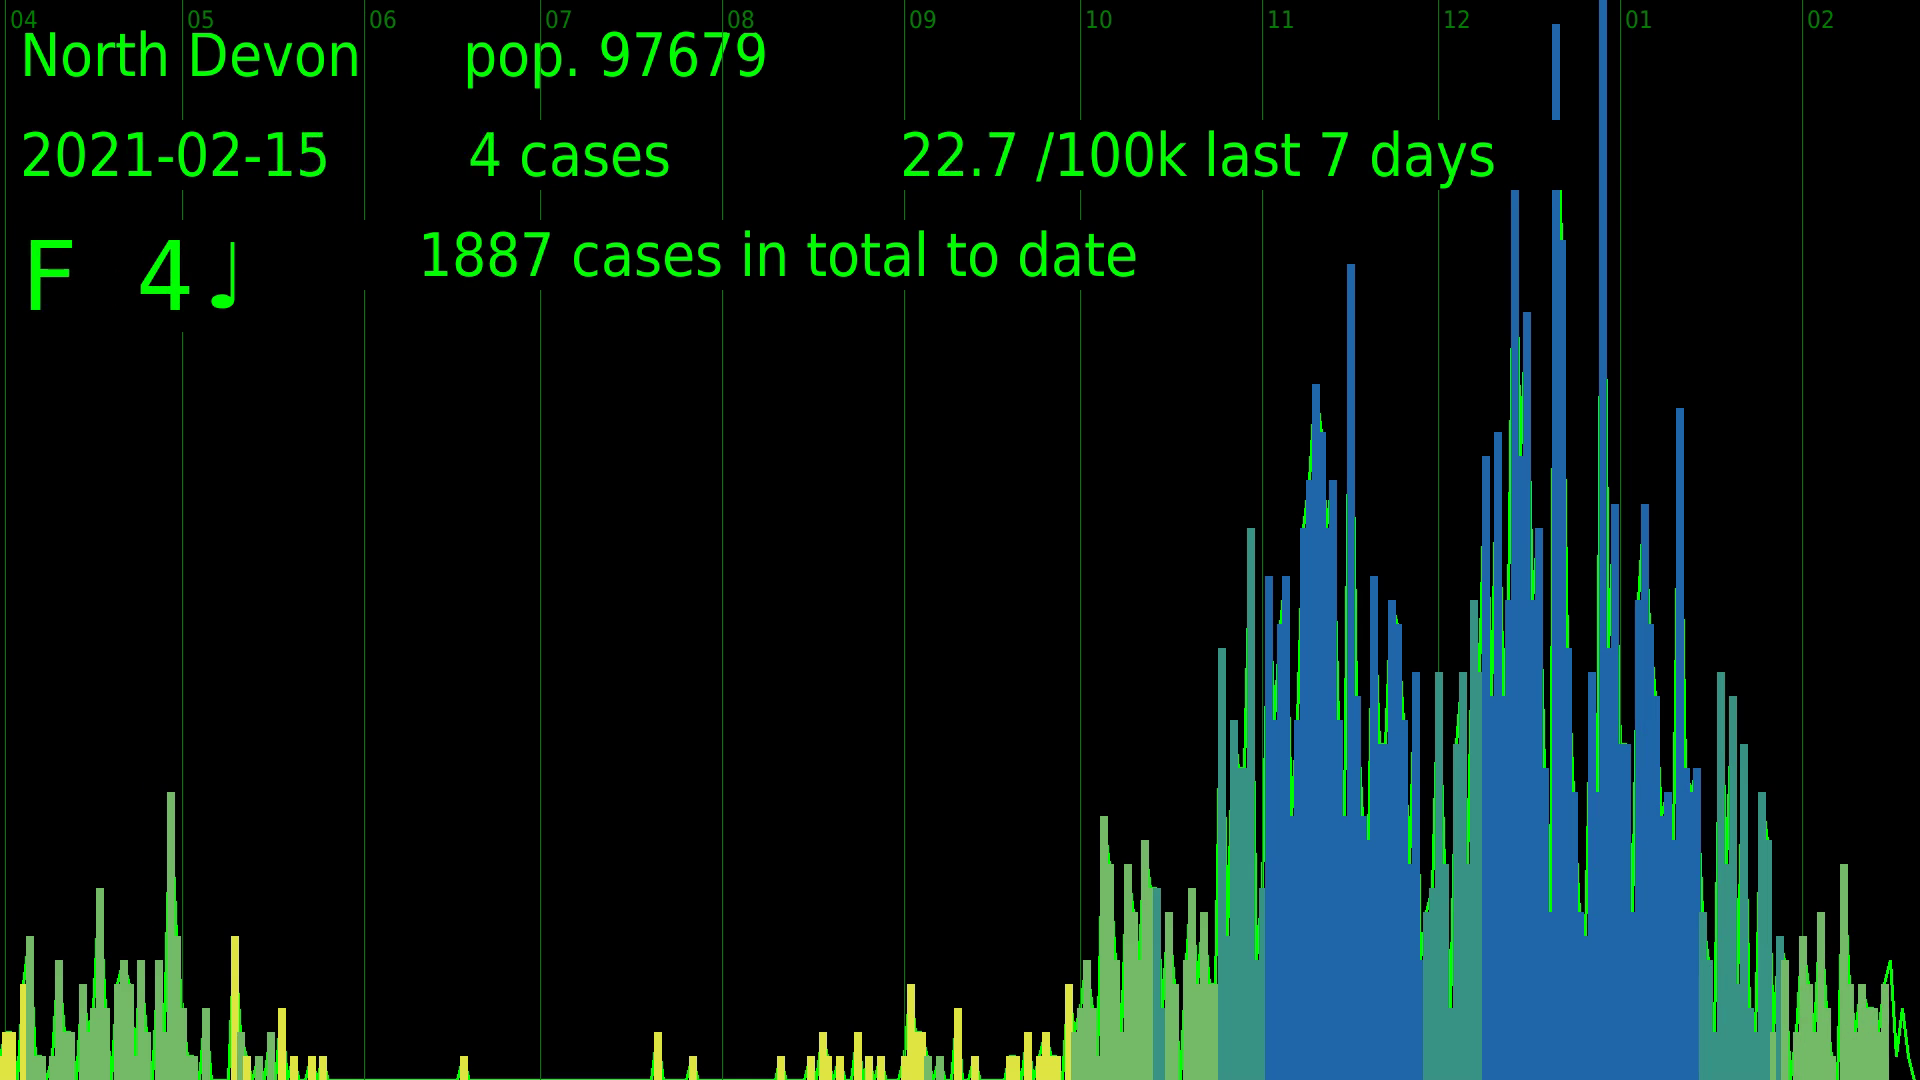 04 05 06 07 08 09 10 11 12 01 02
North Devon pop. 97679
2021-02-15 4 cases 22.7 /100k last 7 days
F 4♩ 1887 cases in total to date